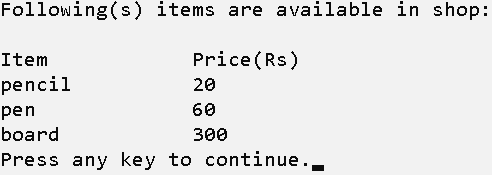 Following(s) items are available in shop:
Item Price(Rs)
pencil 20
pen 60
board 300
Press any key to continue.